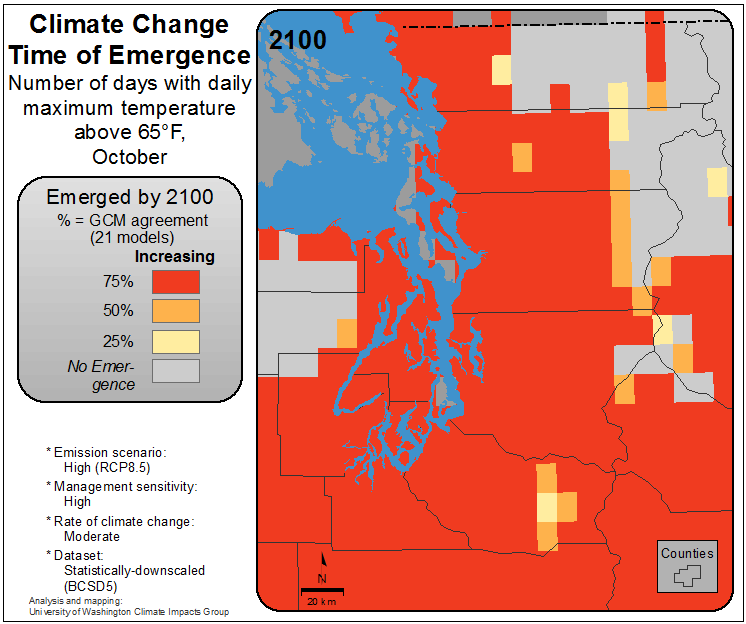 Climate Change
Time of Emergence
Number of days with daily
maximum temperature
above 65°F,
October
Emerged by 2100
% = GCM agreement
(21 models)
Increasing
75%
50%
25%
No Emer-
gence
* Emission scenario:
High (RCP8.5)
* Management sensitivity:
High
* Rate of climate change:
Moderate
* Dataset:
Statistically-downscaled
(BCSD5)
Analysis and mapping:
University of Washington Climate Impacts Group
2100
N
20 km
Counties